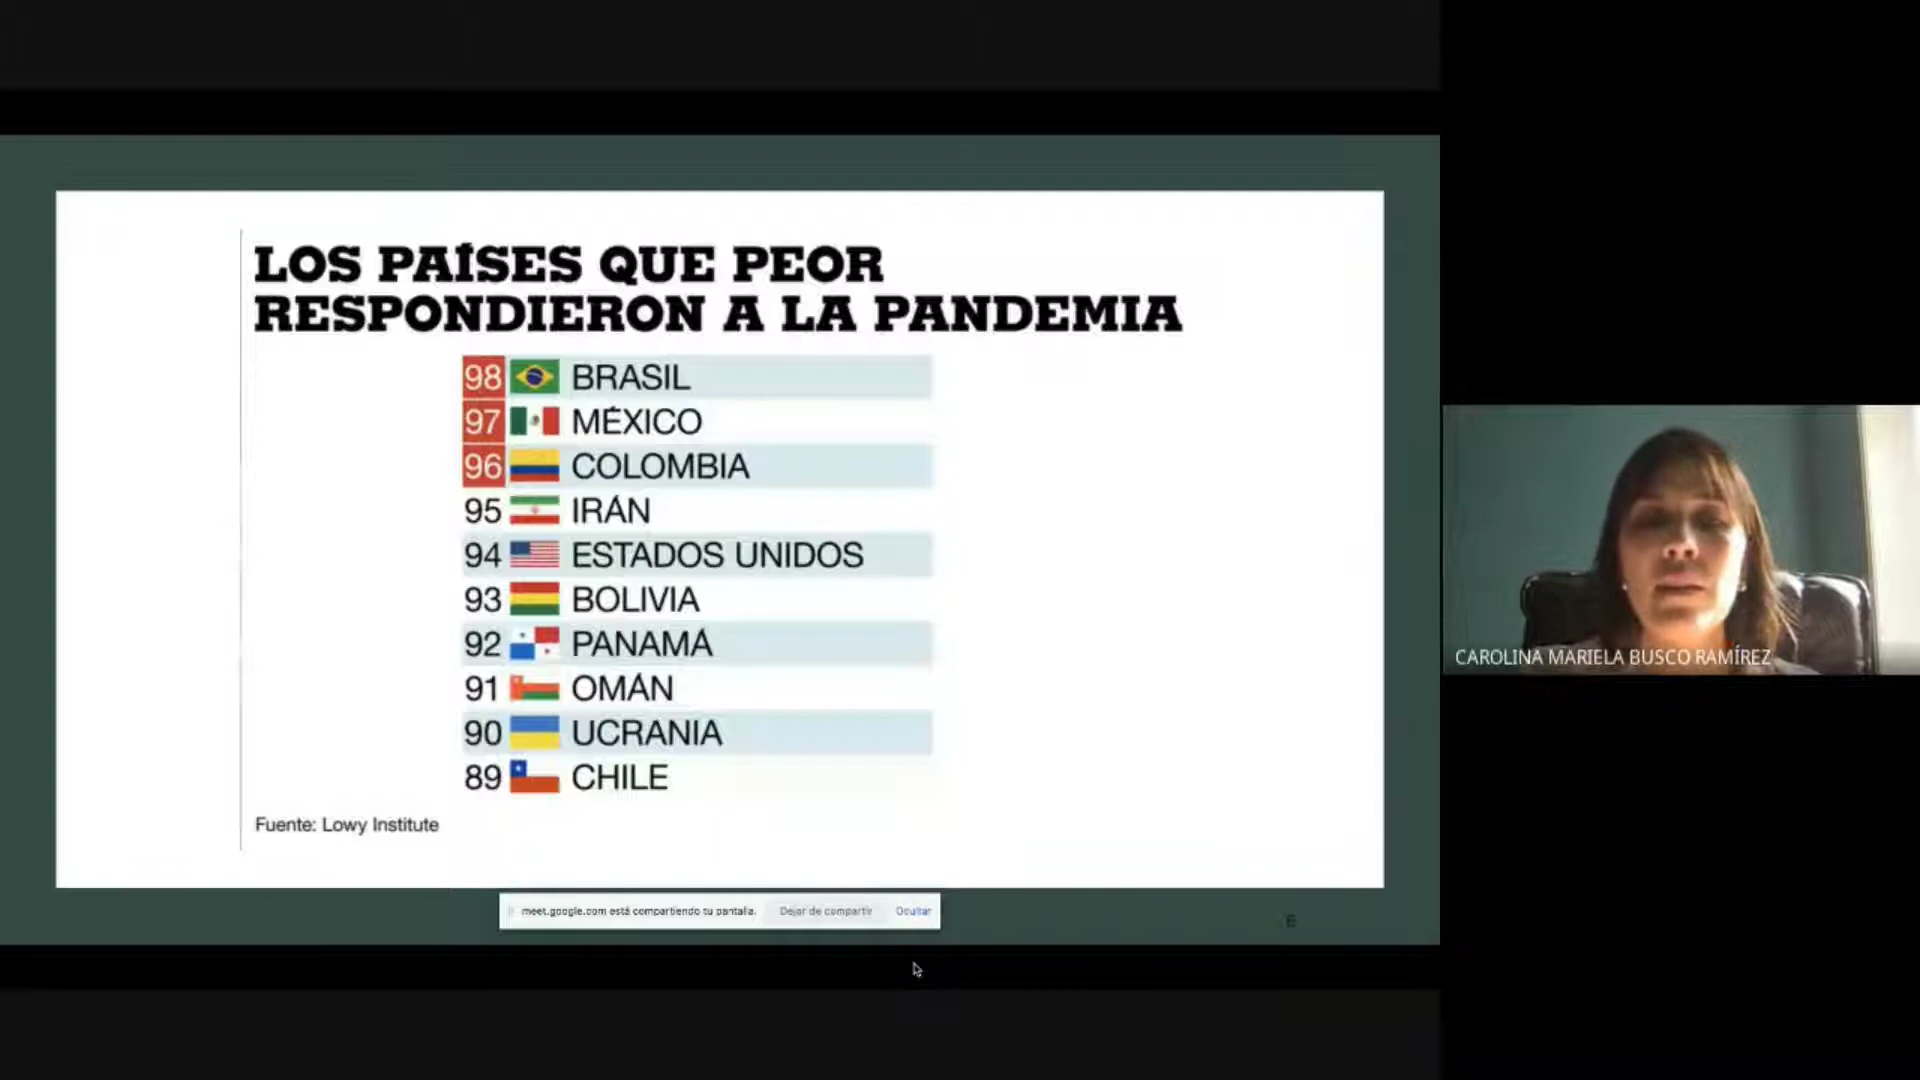 LOS PAÍSES QUE PEOR
RESPONDIERON A LA PANDEMIA
98 BRASIL
97 MÉXICO
96 COLOMBIA
95 IRÁN
94 ESTADOS UNIDOS
93 BOLIVIA
92 PANAMÁ
91 OMÁN
90 UCRANIA
89 CHILE
Fuente: Lowy Institute
meet.google.com está compartiendo tu pantalla. Dejar de compartir Ocultar
6
CAROLINA MARIELA BUSCO RAMÍREZ